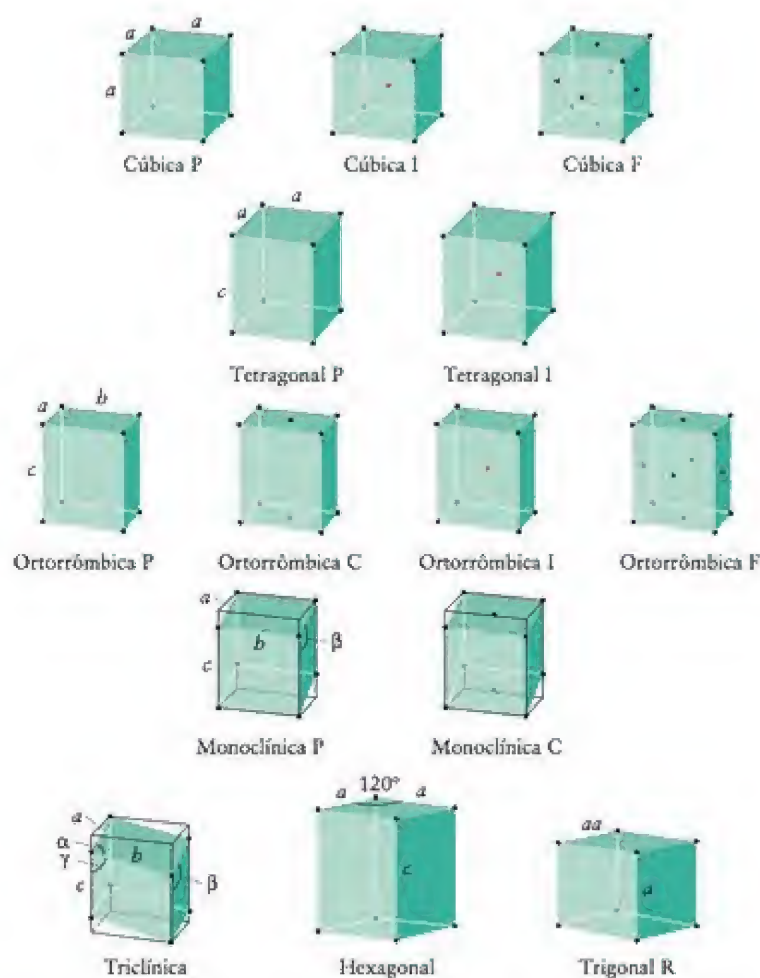 a a
a
Cúbica P Cúbica I Cúbica F
a a
c
Tetragonal P Tetragonal I
a b
c
Ortorrômbica P Ortorrômbica C Ortorrômbica I Ortorrômbica F
a
b β
c
Monoclínica P Monoclínica C
120°
a a a
aa
α
γ b
c β c a
Triclínica Hexagonal Trigonal R